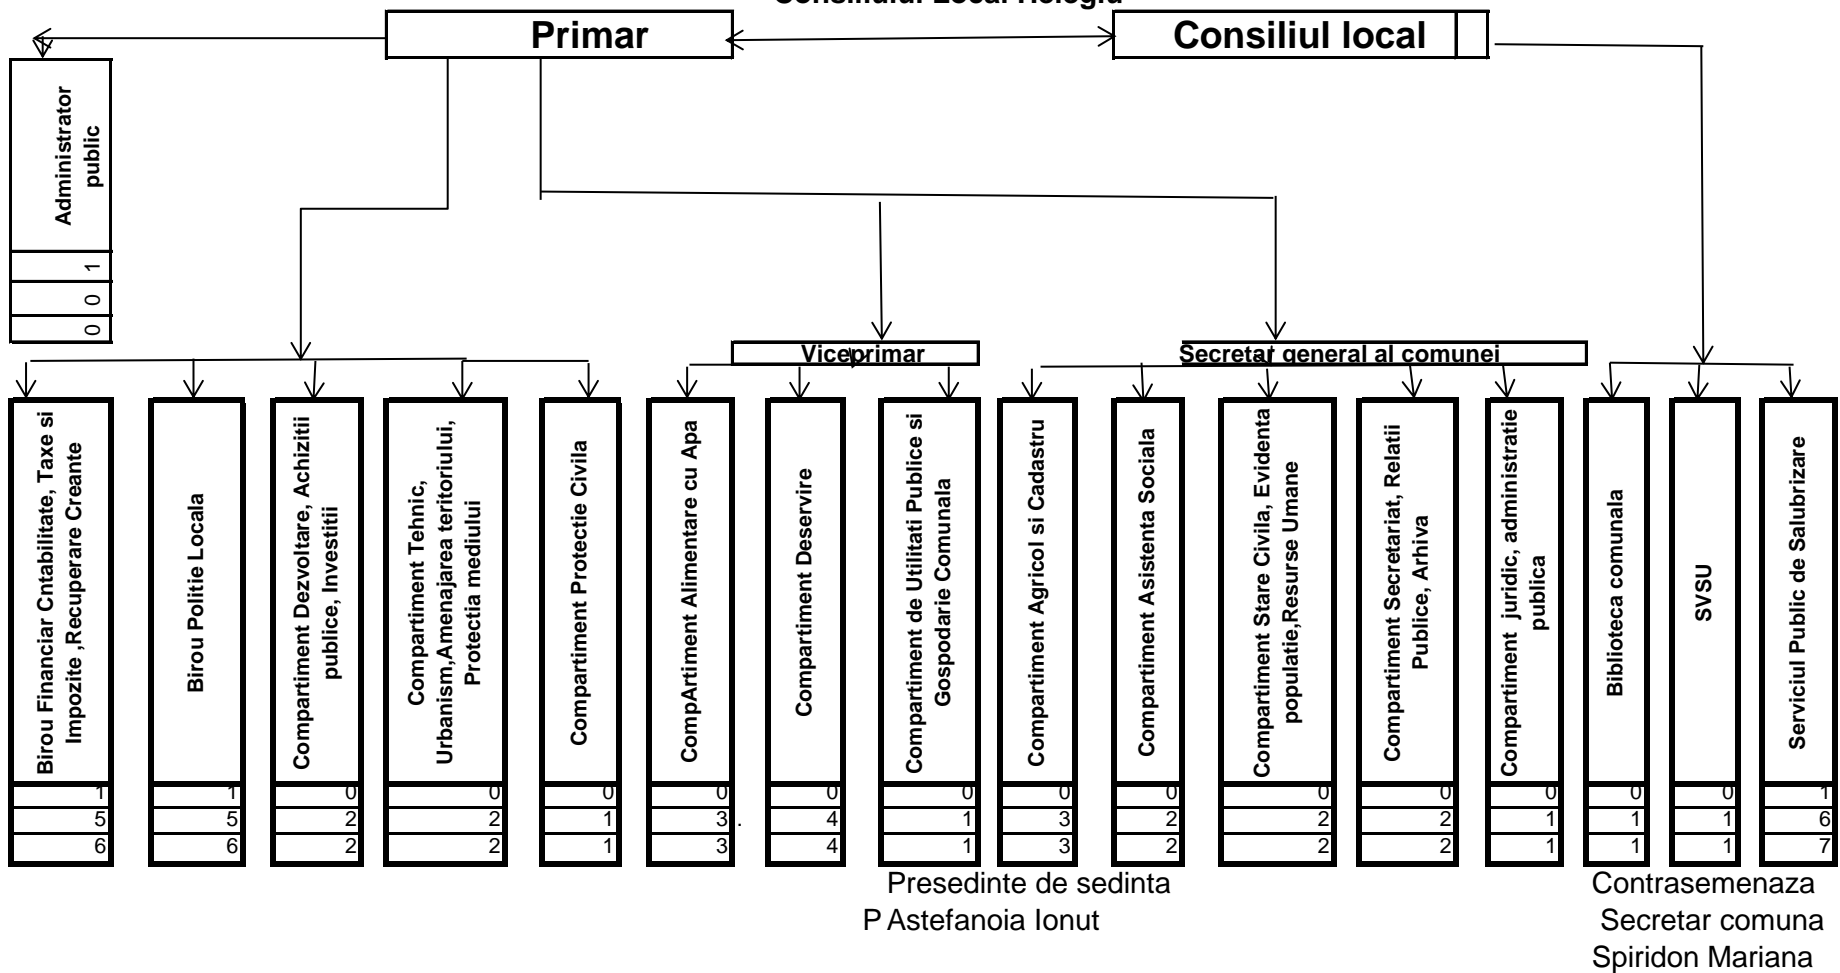 Primar
Consiliul local
Administrator
public
1
0
0
Viceprimar
Secretar general al comunei
Birou Financiar Cntabilitate, Taxe si
Impozite ,Recuperare Creante
1
5
6
Birou Politie Locala
1
5
6
Compartiment Dezvoltare, Achizitii
publice, Investitii
0
2
2
Compartiment Tehnic,
Urbanism,Amenajarea teritoriului,
Protectia mediului
0
2
2
Compartiment Protectie Civila
0
1
1
CompArtiment Alimentare cu Apa
0
3
3
.
Compartiment Deservire
0
4
4
Compartiment de Utilitati Publice si
Gospodarie Comunala
0
1
1
Compartiment Agricol si Cadastru
0
3
3
Compartiment Asistenta Sociala
0
2
2
Compartiment Stare Civila, Evidenta
populatie,Resurse Umane
0
2
2
Compartiment Secretariat, Relatii
Publice, Arhiva
0
2
2
Compartiment juridic, administratie
publica
0
1
1
Biblioteca comunala
0
1
1
SVSU
0
1
1
Serviciul Public de Salubrizare
1
6
7
Presedinte de sedinta
P Astefanoia Ionut
Contrasemenaza
Secretar comuna
Spiridon Mariana